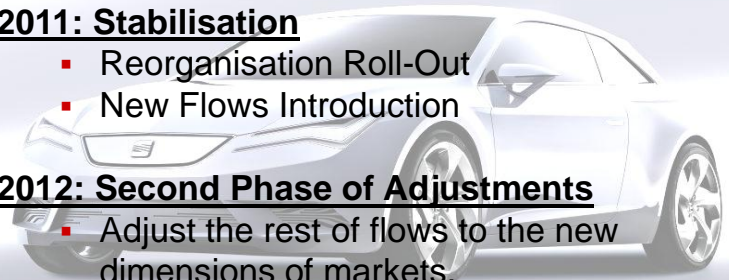 2011: Stabilisation
▪ Reorganisation Roll-Out
▪ New Flows Introduction
2012: Second Phase of Adjustments
▪ Adjust the rest of flows to the new
dimensions of markets.